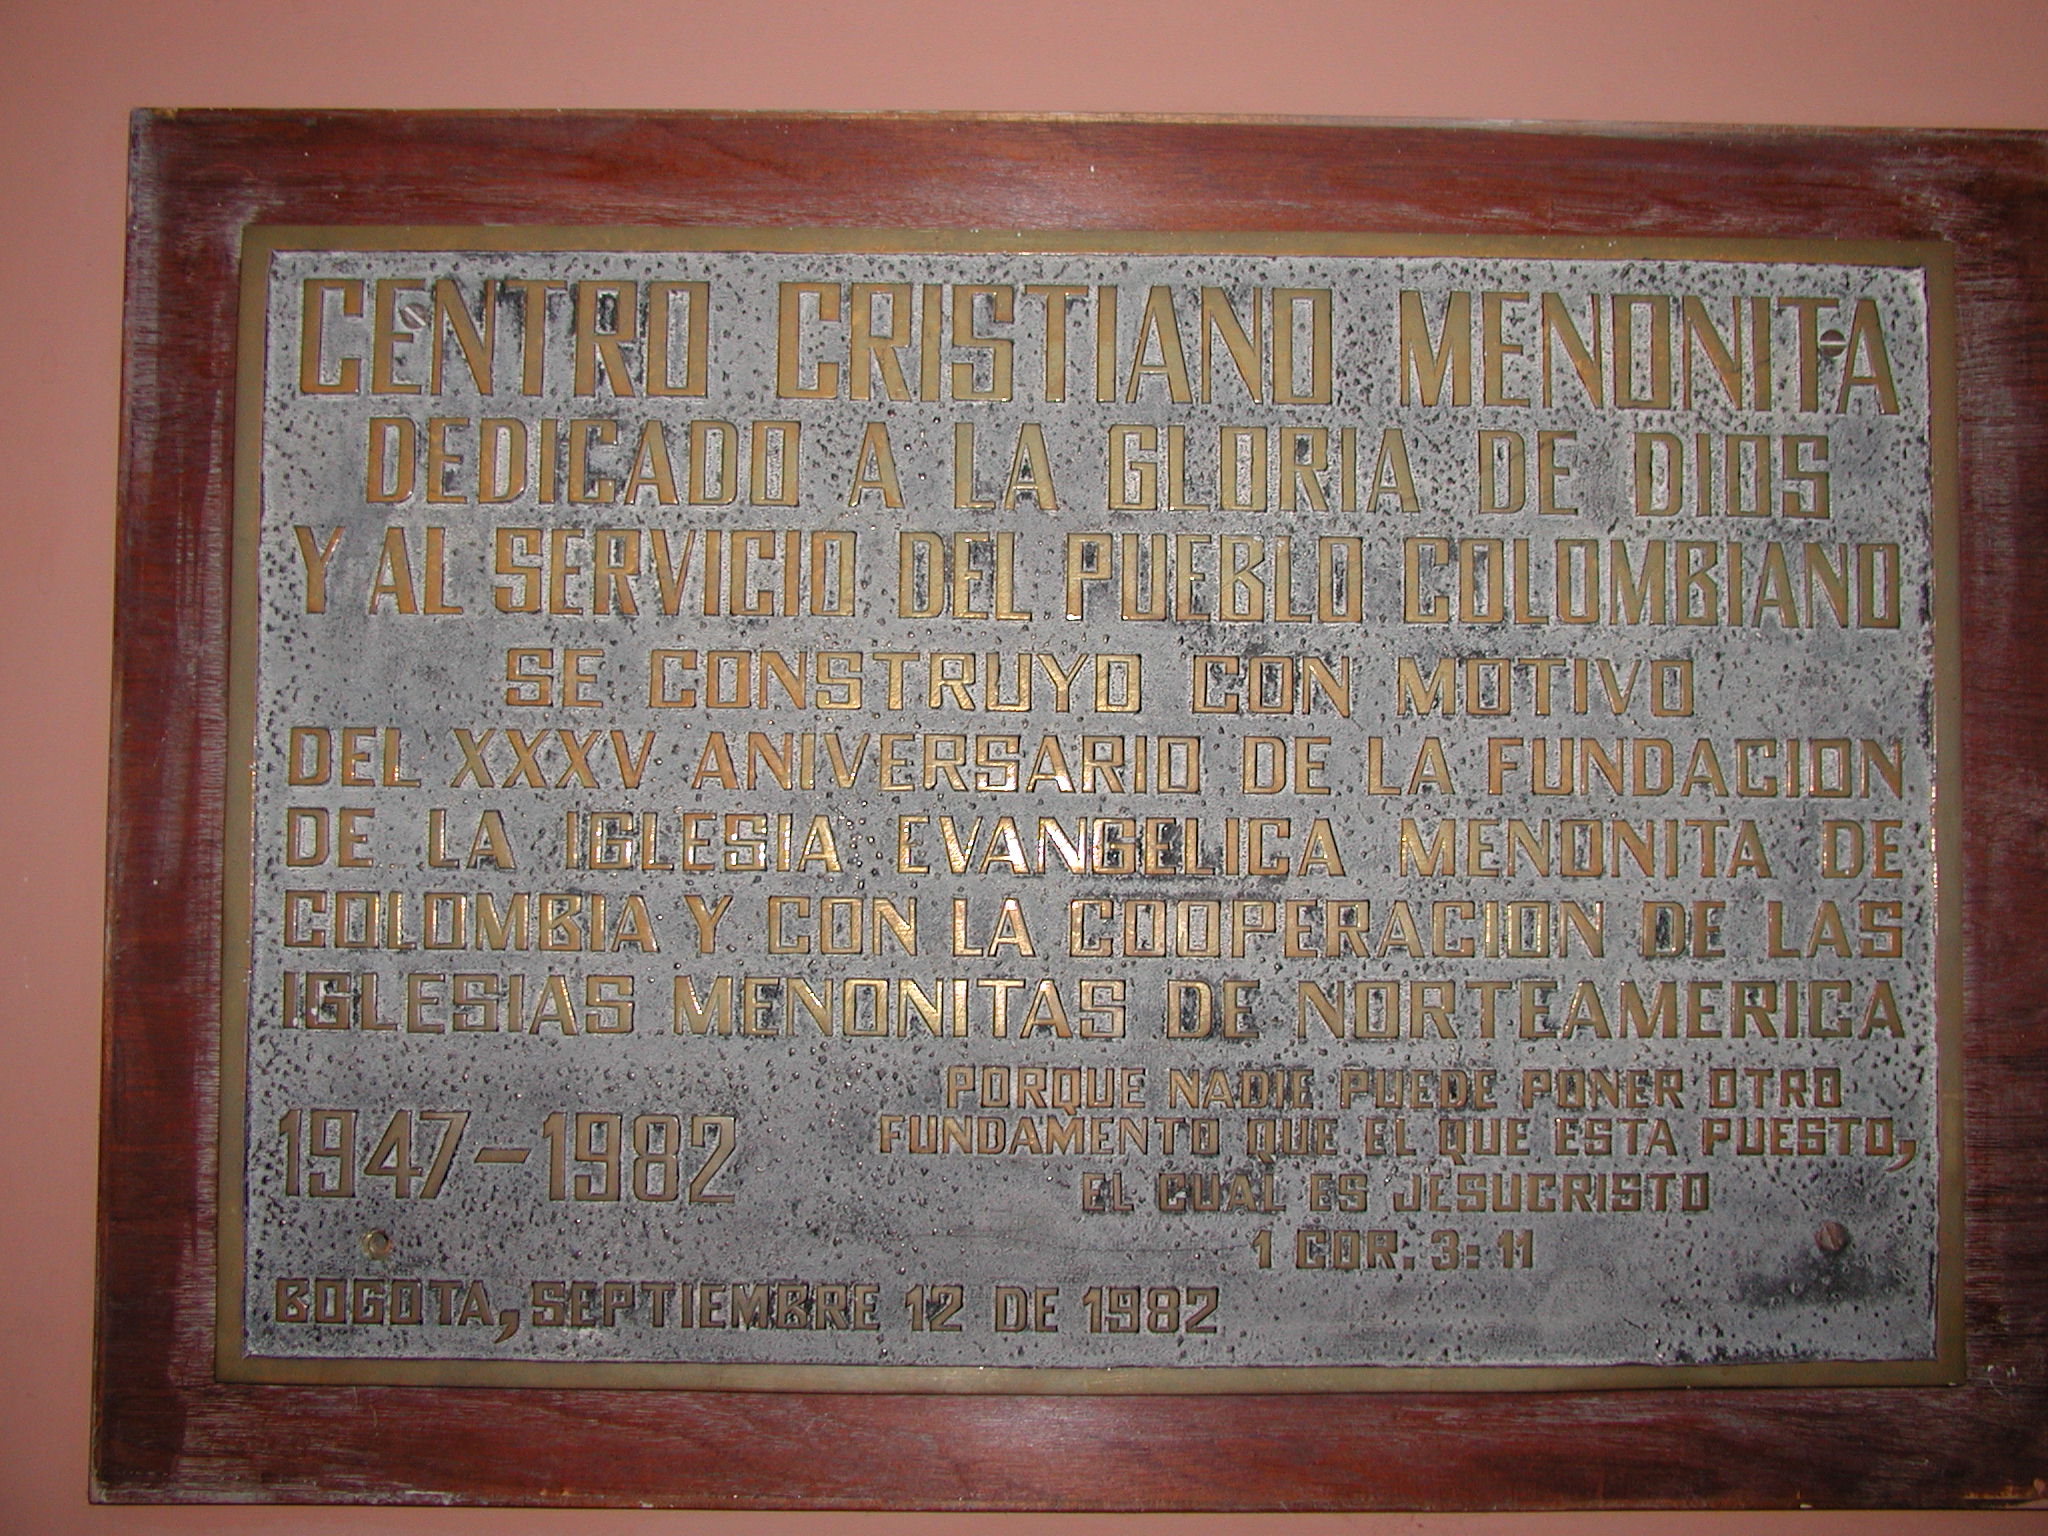 CENTRO CRISTIANO MENONITA
DEDICADO A LA GLORIA DE DIOS
Y AL SERVICIO DEL PUEBLO COLOMBIANO
SE CONSTRUYO CON MOTIVO
DEL XXXV ANIVERSARIO DE LA FUNDACION
DE LA IGLESIA EVANGELICA MENONITA DE
COLOMBIA Y CON LA COOPERACION DE LAS
IGLESIAS MENONITAS DE NORTEAMERICA
1947-1982
PORQUE NADIE PUEDE PONER OTRO
FUNDAMENTO QUE EL QUE ESTA PUESTO,
EL CUAL ES JESUCRISTO
1 COR. 3:11
BOGOTA, SEPTIEMBRE 12 DE 1982